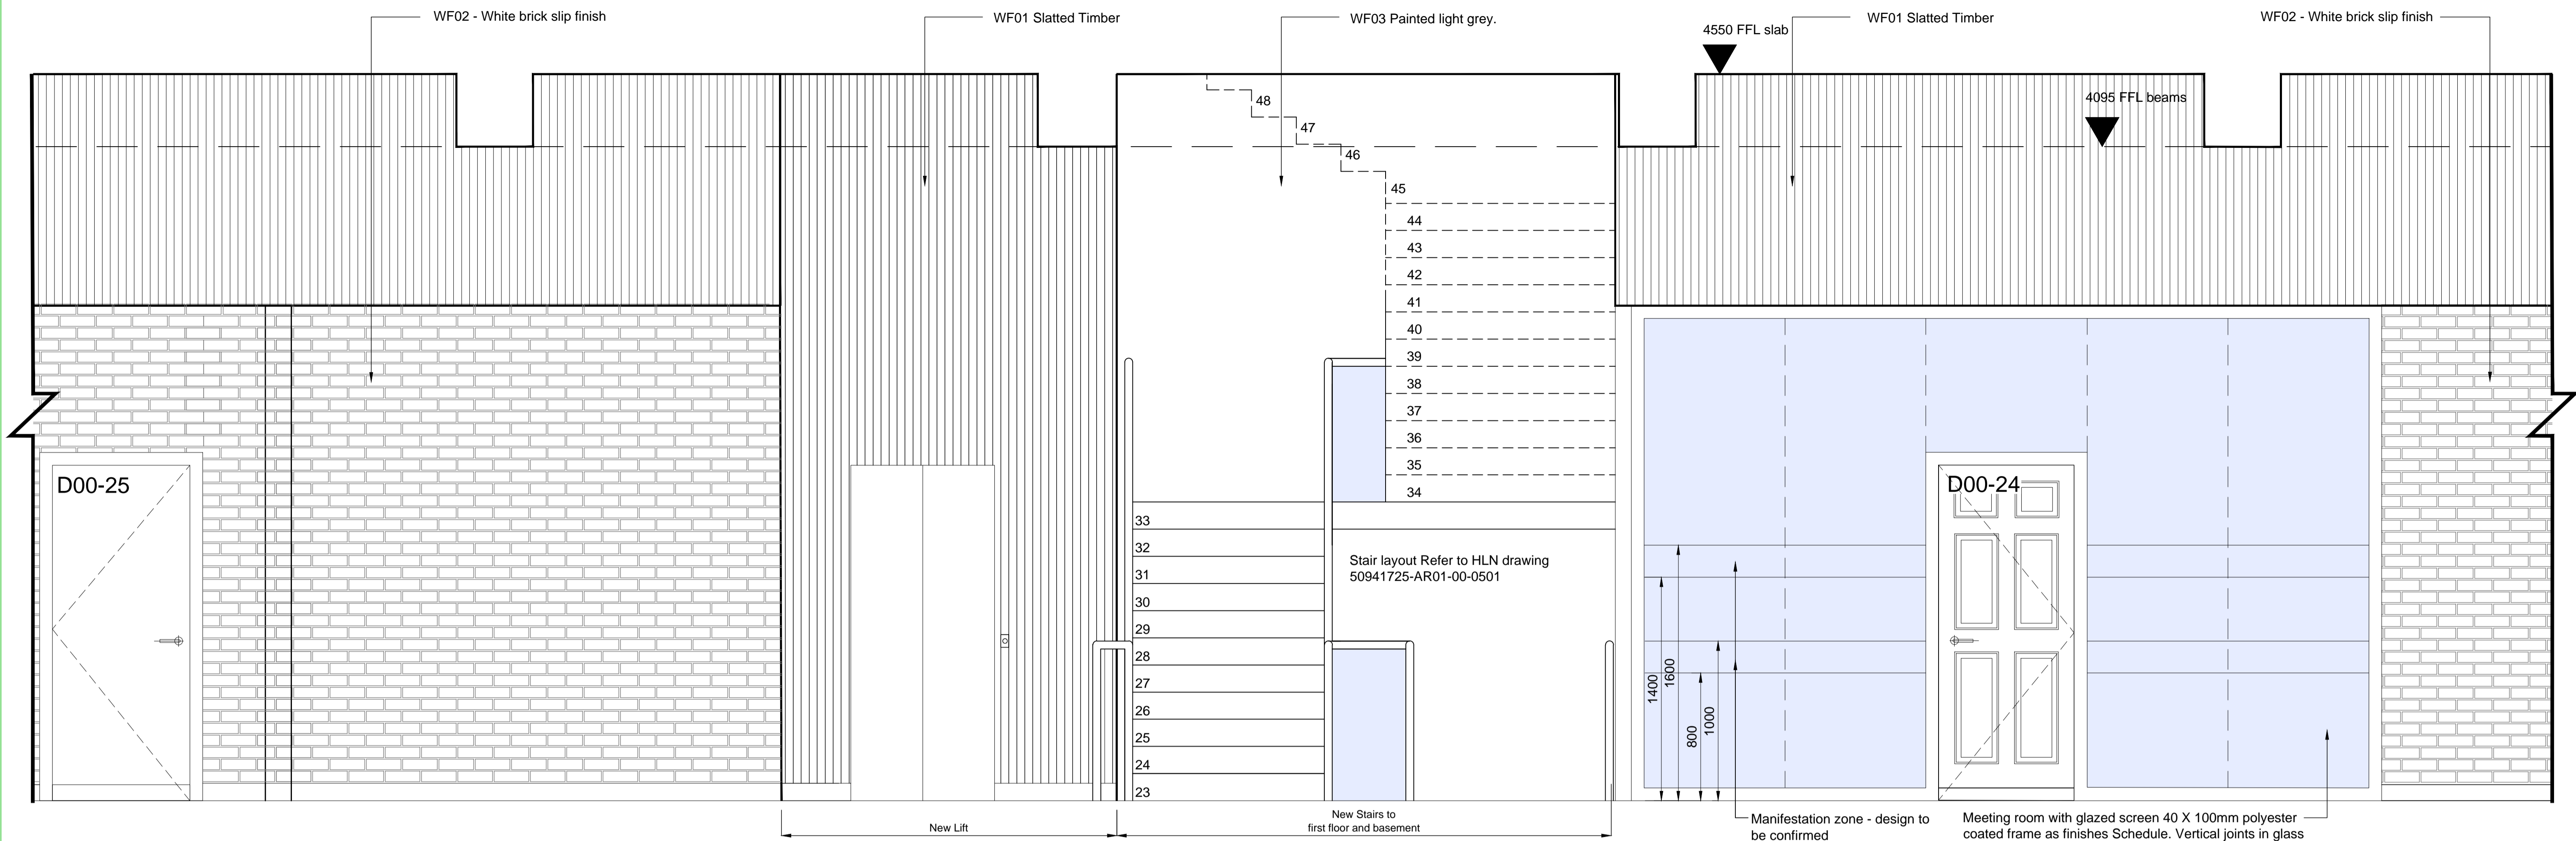 WF02 - White brick slip finish
WF01 Slatted Timber
WF03 Painted light grey.
WF01 Slatted Timber
WF02 - White brick slip finish
4550 FFL slab
4095 FFL beams
48
47
46
45
44
43
42
41
40
39
38
37
36
35
34
33
32
31
30
29
28
27
26
25
24
23
D00-25
D00-24
Stair layout Refer to HLN drawing
50941725-AR01-00-0501
1400
1600
800
1000
New Lift
New Stairs to
first floor and basement
Manifestation zone - design to
be confirmed
Meeting room with glazed screen 40 X 100mm polyester
coated frame as finishes Schedule. Vertical joints in glass